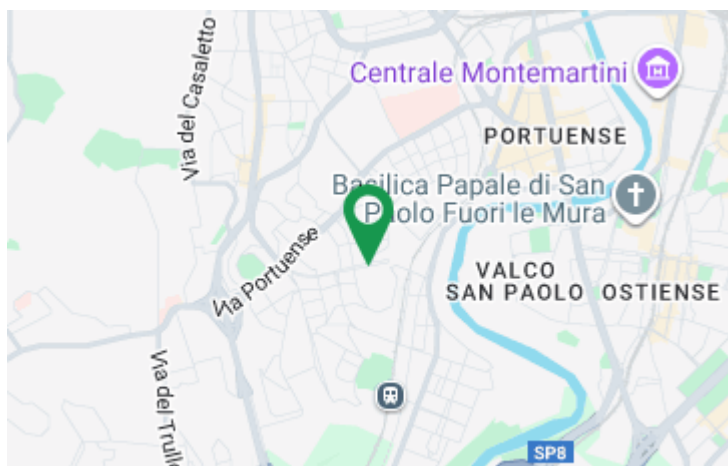 Via del Casaletto
Centrale Montemartini
PORTUENSE
Basilica Papale di San
Paolo Fuori le Mura
Via Portuense
VALCO
SAN PAOLO
OSTIENSE
Via del Trullo
SP8